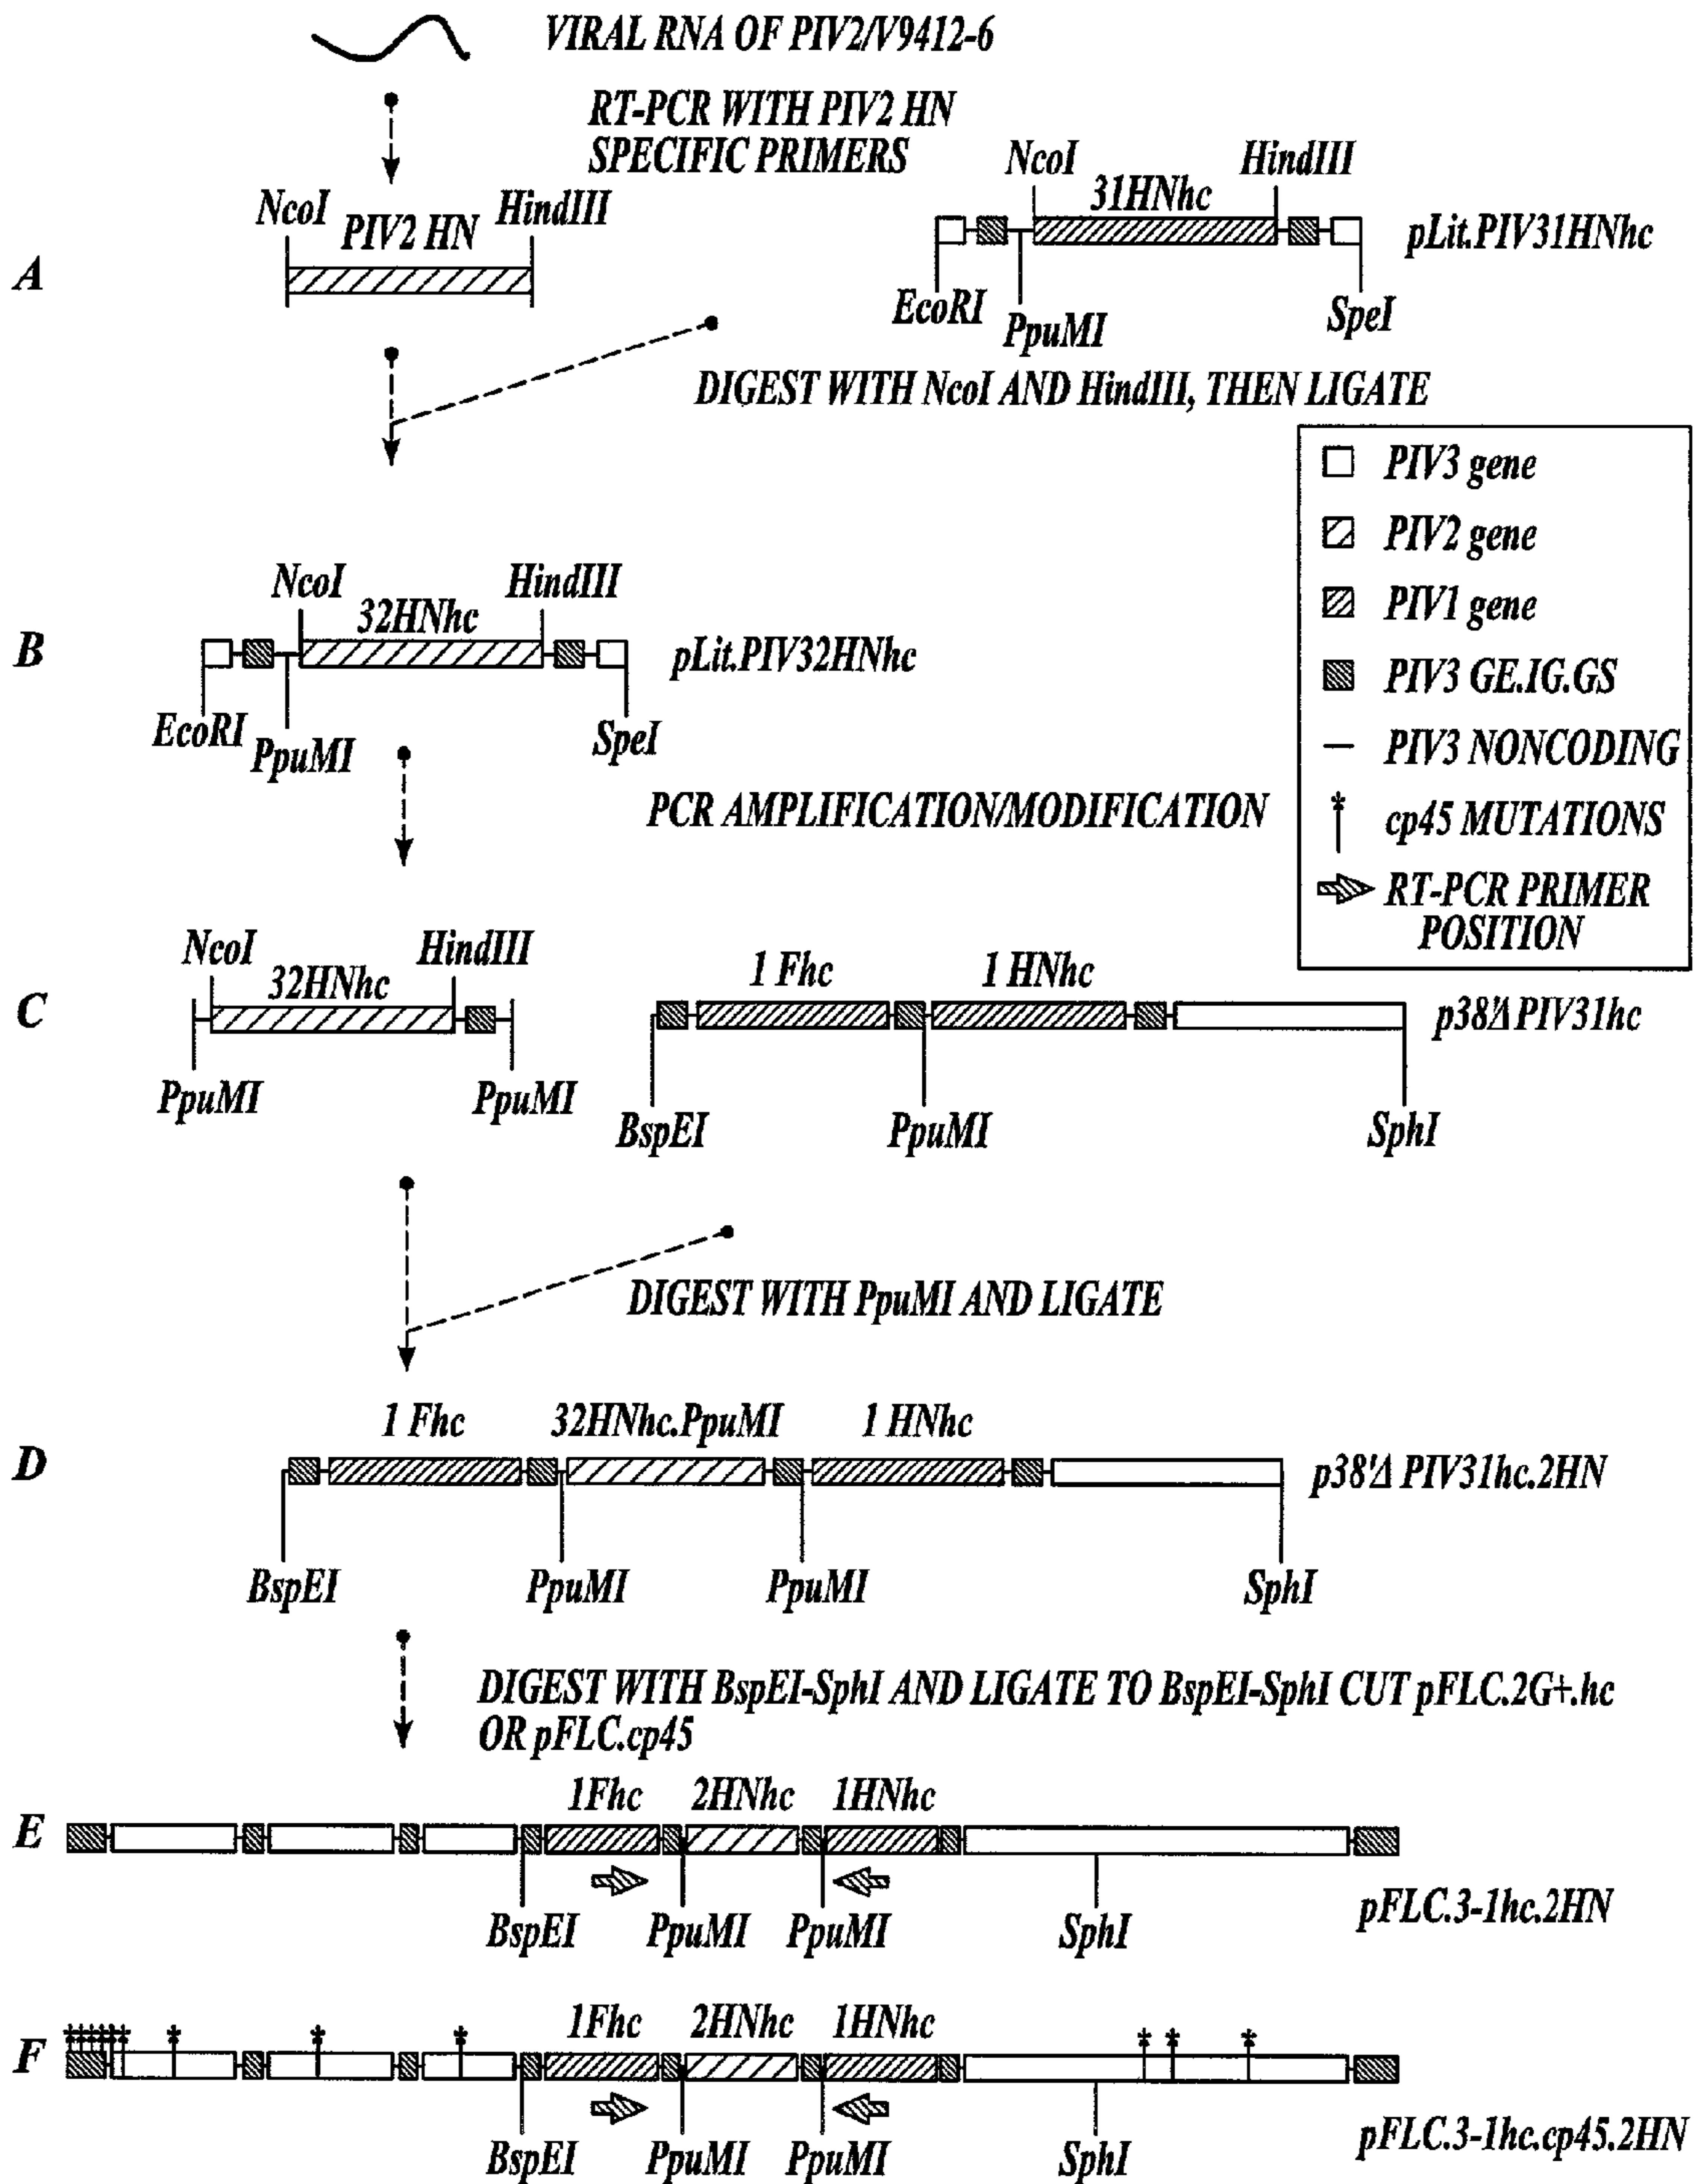 VIRAL RNA OF PIV2/V9412-6
RT-PCR WITH PIV2 HN
SPECIFIC PRIMERS
A
NcoI
PIV2 HN
HindIII
NcoI
31HNhc
HindIII
pLit.PIV31HNhc
EcoRI
PpuMI
SpeI
DIGEST WITH NcoI AND HindIII, THEN LIGATE
PIV3 gene
PIV2 gene
PIV1 gene
PIV3 GE.IG.GS
PIV3 NONCODING
cp45 MUTATIONS
RT-PCR PRIMER
POSITION
B
NcoI
32HNhc
HindIII
pLit.PIV32HNhc
EcoRI
PpuMI
SpeI
PCR AMPLIFICATION/MODIFICATION
C
NcoI
32HNhc
HindIII
PpuMI
PpuMI
1 Fhc
1 HNhc
p38'Δ PIV31hc
BspEI
PpuMI
SphI
DIGEST WITH PpuMI AND LIGATE
D
1 Fhc
32HNhc.PpuMI
1 HNhc
p38'Δ PIV31hc.2HN
BspEI
PpuMI
PpuMI
SphI
DIGEST WITH BspEI-SphI AND LIGATE TO BspEI-SphI CUT pFLC.2G+.hc
OR pFLC.cp45
E
1Fhc
2HNhc
1HNhc
BspEI
PpuMI
PpuMI
SphI
pFLC.3-1hc.2HN
F
1Fhc
2HNhc
1HNhc
BspEI
PpuMI
PpuMI
SphI
pFLC.3-1hc.cp45.2HN